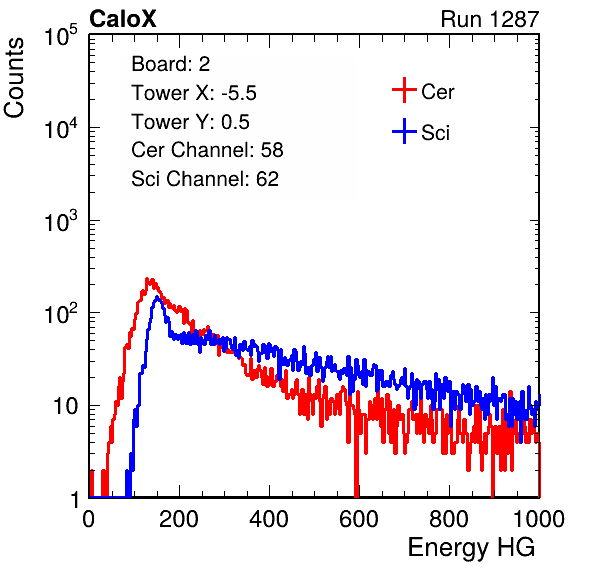 CaloX Run 1287
Counts
Board: 2
Tower X: -5.5
Tower Y: 0.5
Cer Channel: 58
Sci Channel: 62
Cer
Sci
10^5
10^4
10^3
10^2
10
1
0 200 400 600 800 1000
Energy HG